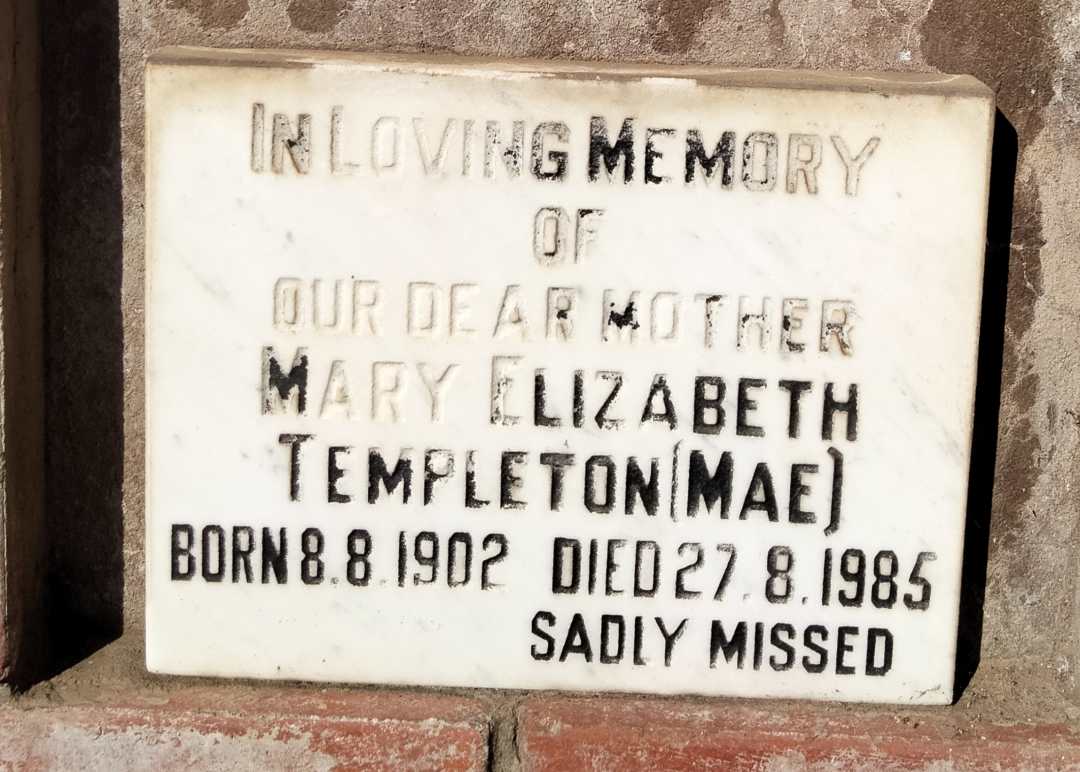 IN LOVING MEMORY
OF
OUR DEAR MOTHER
MARY ELIZABETH
TEMPLETON (MAE)
BORN 8.8.1902 DIED 27.8.1985
SADLY MISSED